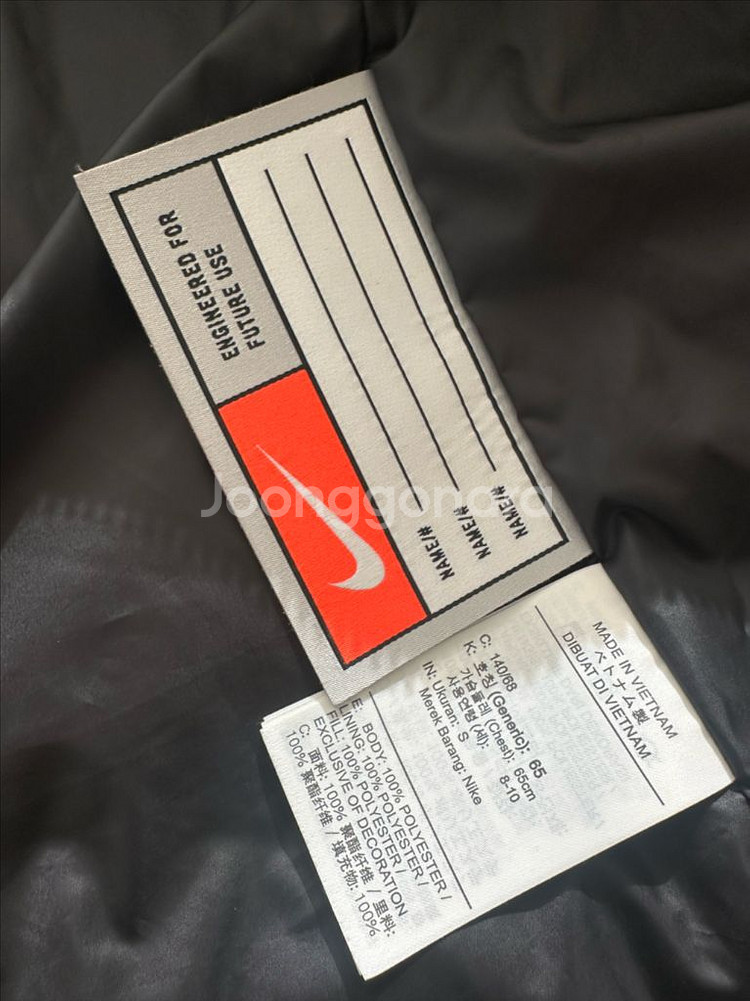 ENGINEERED FOR
FUTURE USE
NAME/#
NAME/#
NAME/#
Joonggonara
MADE IN VIETNAM
ベトナム製
DIBUAT DI VIETNAM
C: 140/68
K: 호칭 (Generic): 65
가슴둘레 (Chest): 65cm
사용연령 (세): 8-10
IN: Ukuran: S
Merek Barang: Nike
E: BODY: 100% POLYESTER /
LINING: 100% POLYESTER /
FILL: 100% POLYESTER /
EXCLUSIVE OF DECORATION
C: 面料: 100% 聚酯纤维 / 里料:
100% 聚酯纤维 / 填充物: 100%